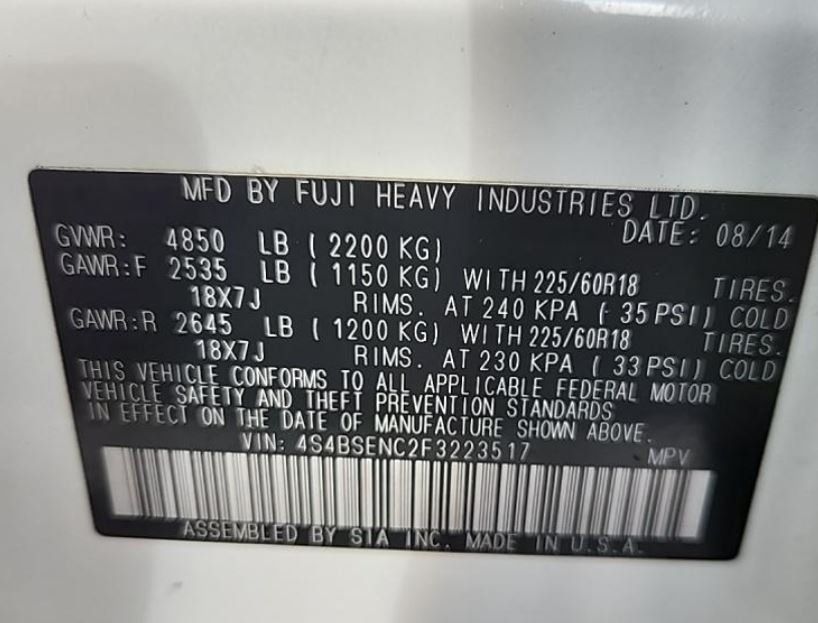 MFD BY FUJI HEAVY INDUSTRIES LTD.
DATE: 08/14
GVWR: 4850 LB ( 2200 KG)
GAWR:F 2535 LB ( 1150 KG) WITH 225/60R18 TIRES.
18X7J RIMS. AT 240 KPA ( 35 PSI) COLD
GAWR:R 2645 LB ( 1200 KG) WITH 225/60R18 TIRES.
18X7J RIMS. AT 230 KPA ( 33 PSI) COLD
THIS VEHICLE CONFORMS TO ALL APPLICABLE FEDERAL MOTOR
VEHICLE SAFETY AND THEFT PREVENTION STANDARDS
IN EFFECT ON THE DATE OF MANUFACTURE SHOWN ABOVE.
VIN: 4S4BSENC2F3223517 MPV
ASSEMBLED BY SIA INC. MADE IN U.S.A.